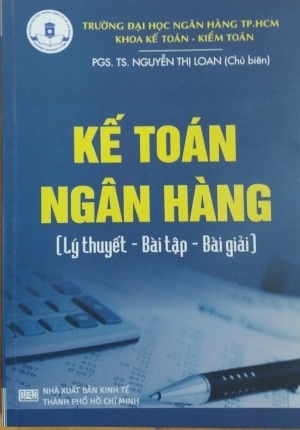 TRƯỜNG ĐẠI HỌC NGÂN HÀNG TP.HCM
KHOA KẾ TOÁN - KIỂM TOÁN
PGS. TS. NGUYỄN THỊ LOAN (Chủ biên)
KẾ TOÁN
NGÂN HÀNG
(Lý thuyết - Bài tập - Bài giải)
NHÀ XUẤT BẢN KINH TẾ
THÀNH PHỐ HỒ CHÍ MINH